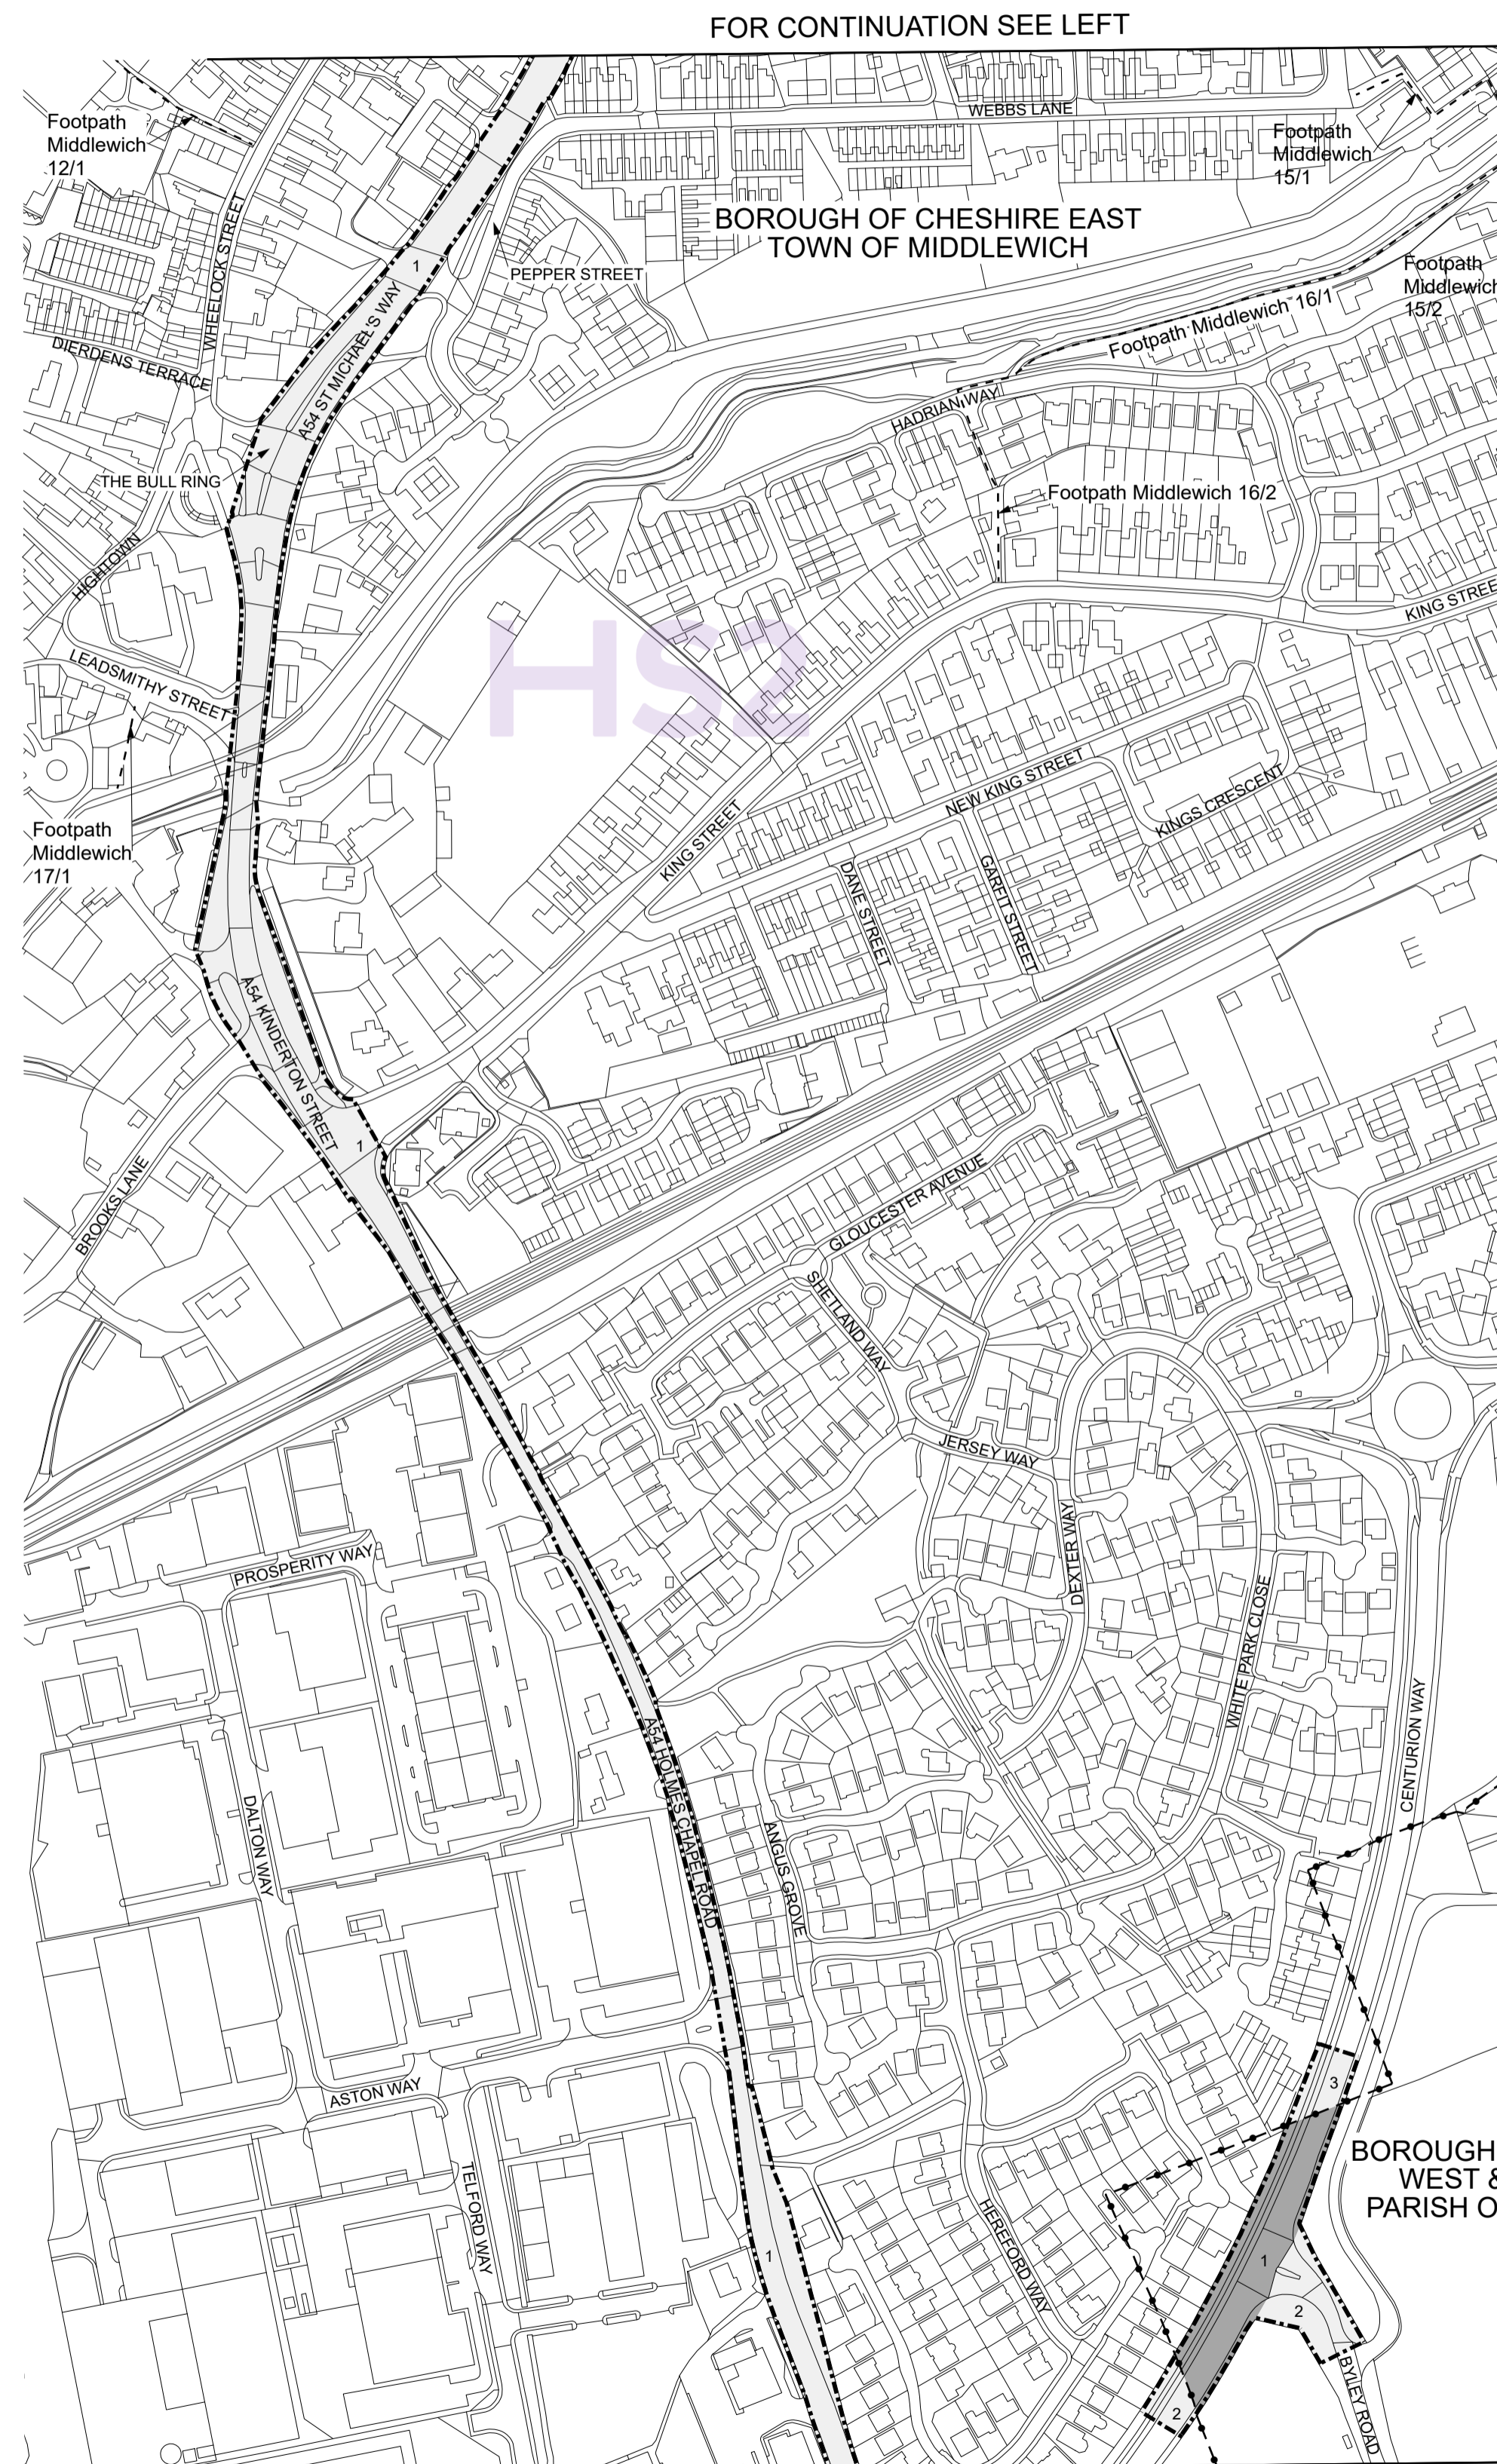 FOR CONTINUATION SEE LEFT
WEBBS LANE
Footpath
Middlewich
12/1
Footpath
Middlewich
15/1
WHEELOCK STREET
BOROUGH OF CHESHIRE EAST
TOWN OF MIDDLEWICH
1
PEPPER STREET
Footpath
Middlewich
15/2
Footpath Middlewich 16/1
DIERDENS TERRACE
A54 ST MICHAEL'S WAY
HADRIAN WAY
THE BULL RING
Footpath Middlewich 16/2
HIGHTOWN
KING STREE
HS2
LEADSMITHY STREET
NEW KING STREET
KINGS CRESCENT
Footpath
Middlewich
17/1
KING STREET
DANE STREET
GARFIT STREET
A54 KINDERTON STREET
1
BROOKS LANE
GLOUCESTER AVENUE
SHETLAND WAY
JERSEY WAY
DEXTER WAY
PROSPERITY WAY
WHITE PARK CLOSE
CENTURION WAY
A54 HOLMES CHAPEL ROAD
DALTON WAY
ANGUS GROVE
3
ASTON WAY
BOROUGH
WEST &
PARISH O
TELFORD WAY
HEREFORD WAY
1
1
2
BYLEY ROAD
2